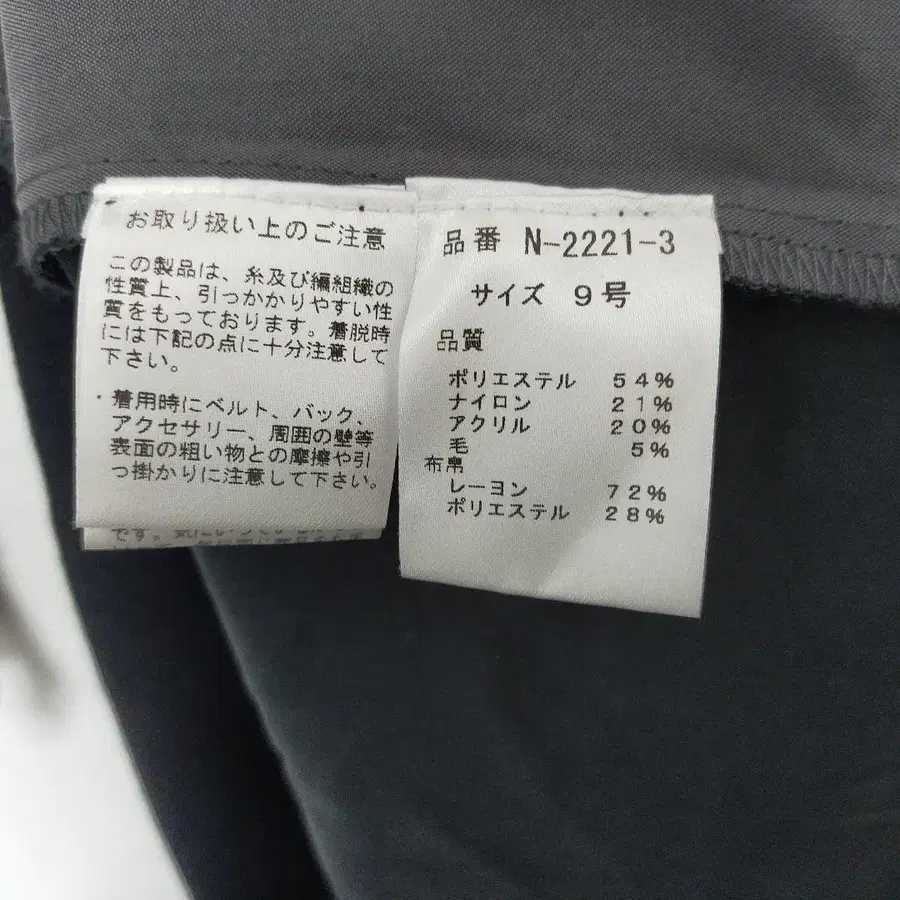 お取り扱い上のご注意
この製品は、糸及び編組織の
性質上、引っかかりやすい性
質をもっております。着脱時
には下記の点に十分注意して
下さい。
・着用時にベルト、バック、
アクセサリー、周囲の壁等
表面の粗い物との摩擦や引
っ掛かりに注意して下さい。
です。
品番 N-2221-3
サイズ 9号
品質
ポリエステル 54%
ナイロン 21%
アクリル 20%
毛 5%
布帛
レーヨン 72%
ポリエステル 28%